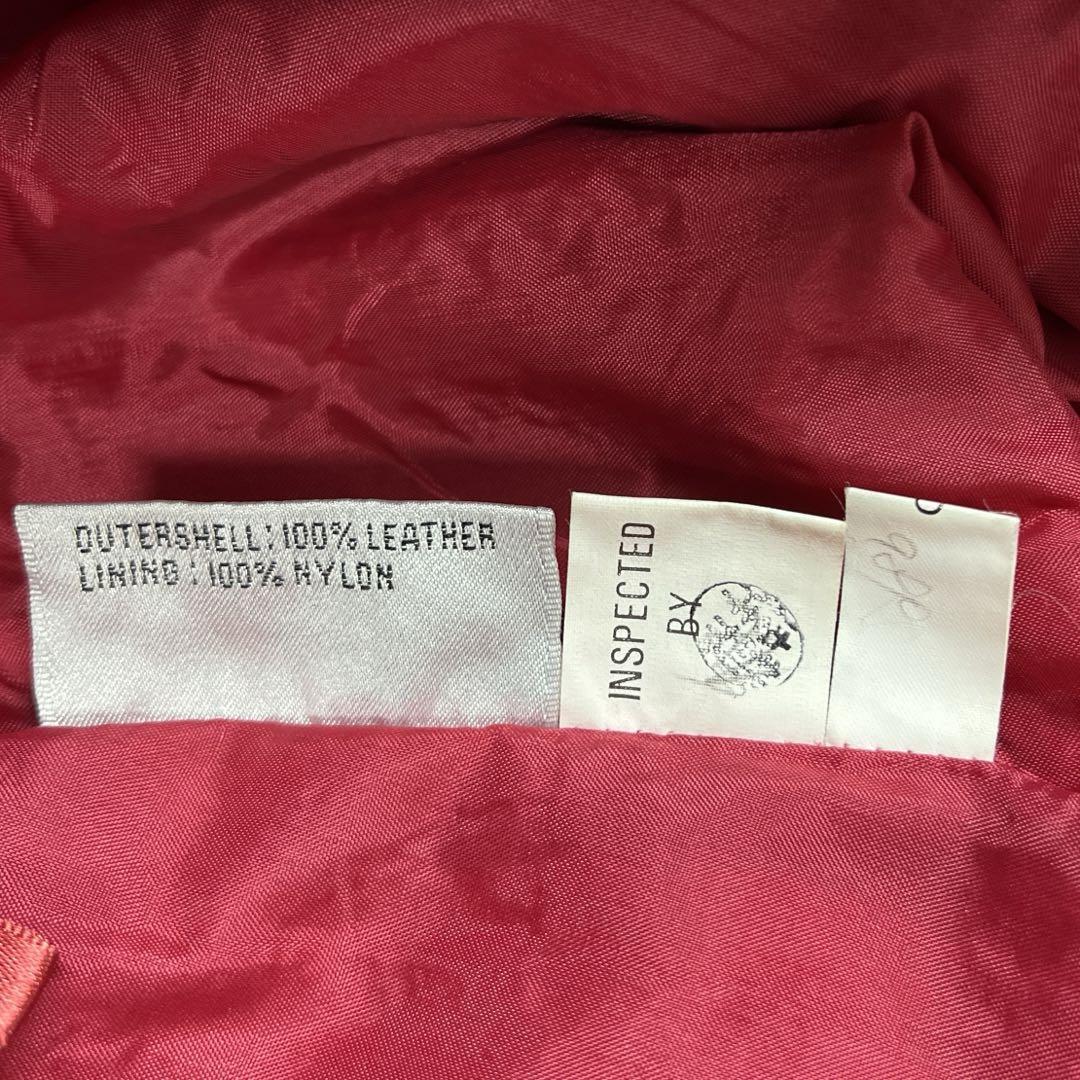 OUTERSHELL: 100% LEATHER
LINING: 100% NYLON
INSPECTED
BY